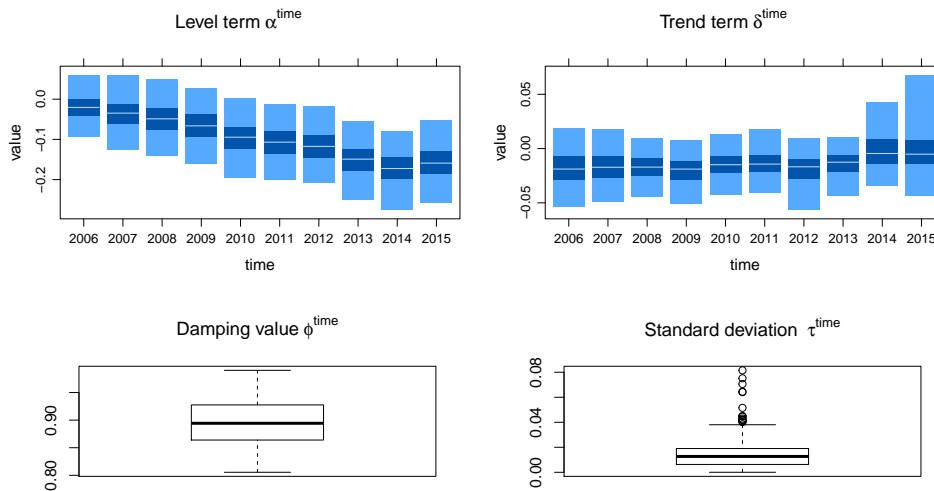 Level term α^time
Trend term δ^time
value
0.0
−0.1
−0.2
2006 2007 2008 2009 2010 2011 2012 2013 2014 2015
time
value
0.05
0.00
−0.05
2006 2007 2008 2009 2010 2011 2012 2013 2014 2015
time
Damping value ϕ^time
Standard deviation τ^time
0.90
0.80
0.08
0.04
0.00